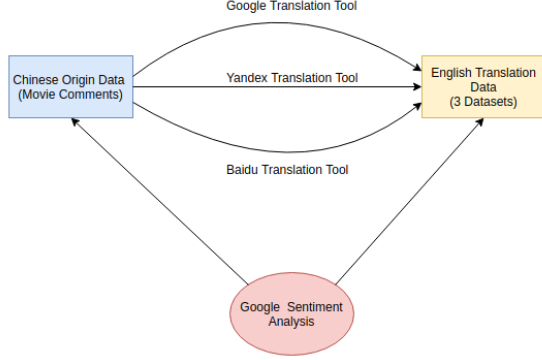 Google Translation Tool
Chinese Origin Data
(Movie Comments)
Yandex Translation Tool
English Translation
Data
(3 Datasets)
Baidu Translation Tool
Google Sentiment
Analysis